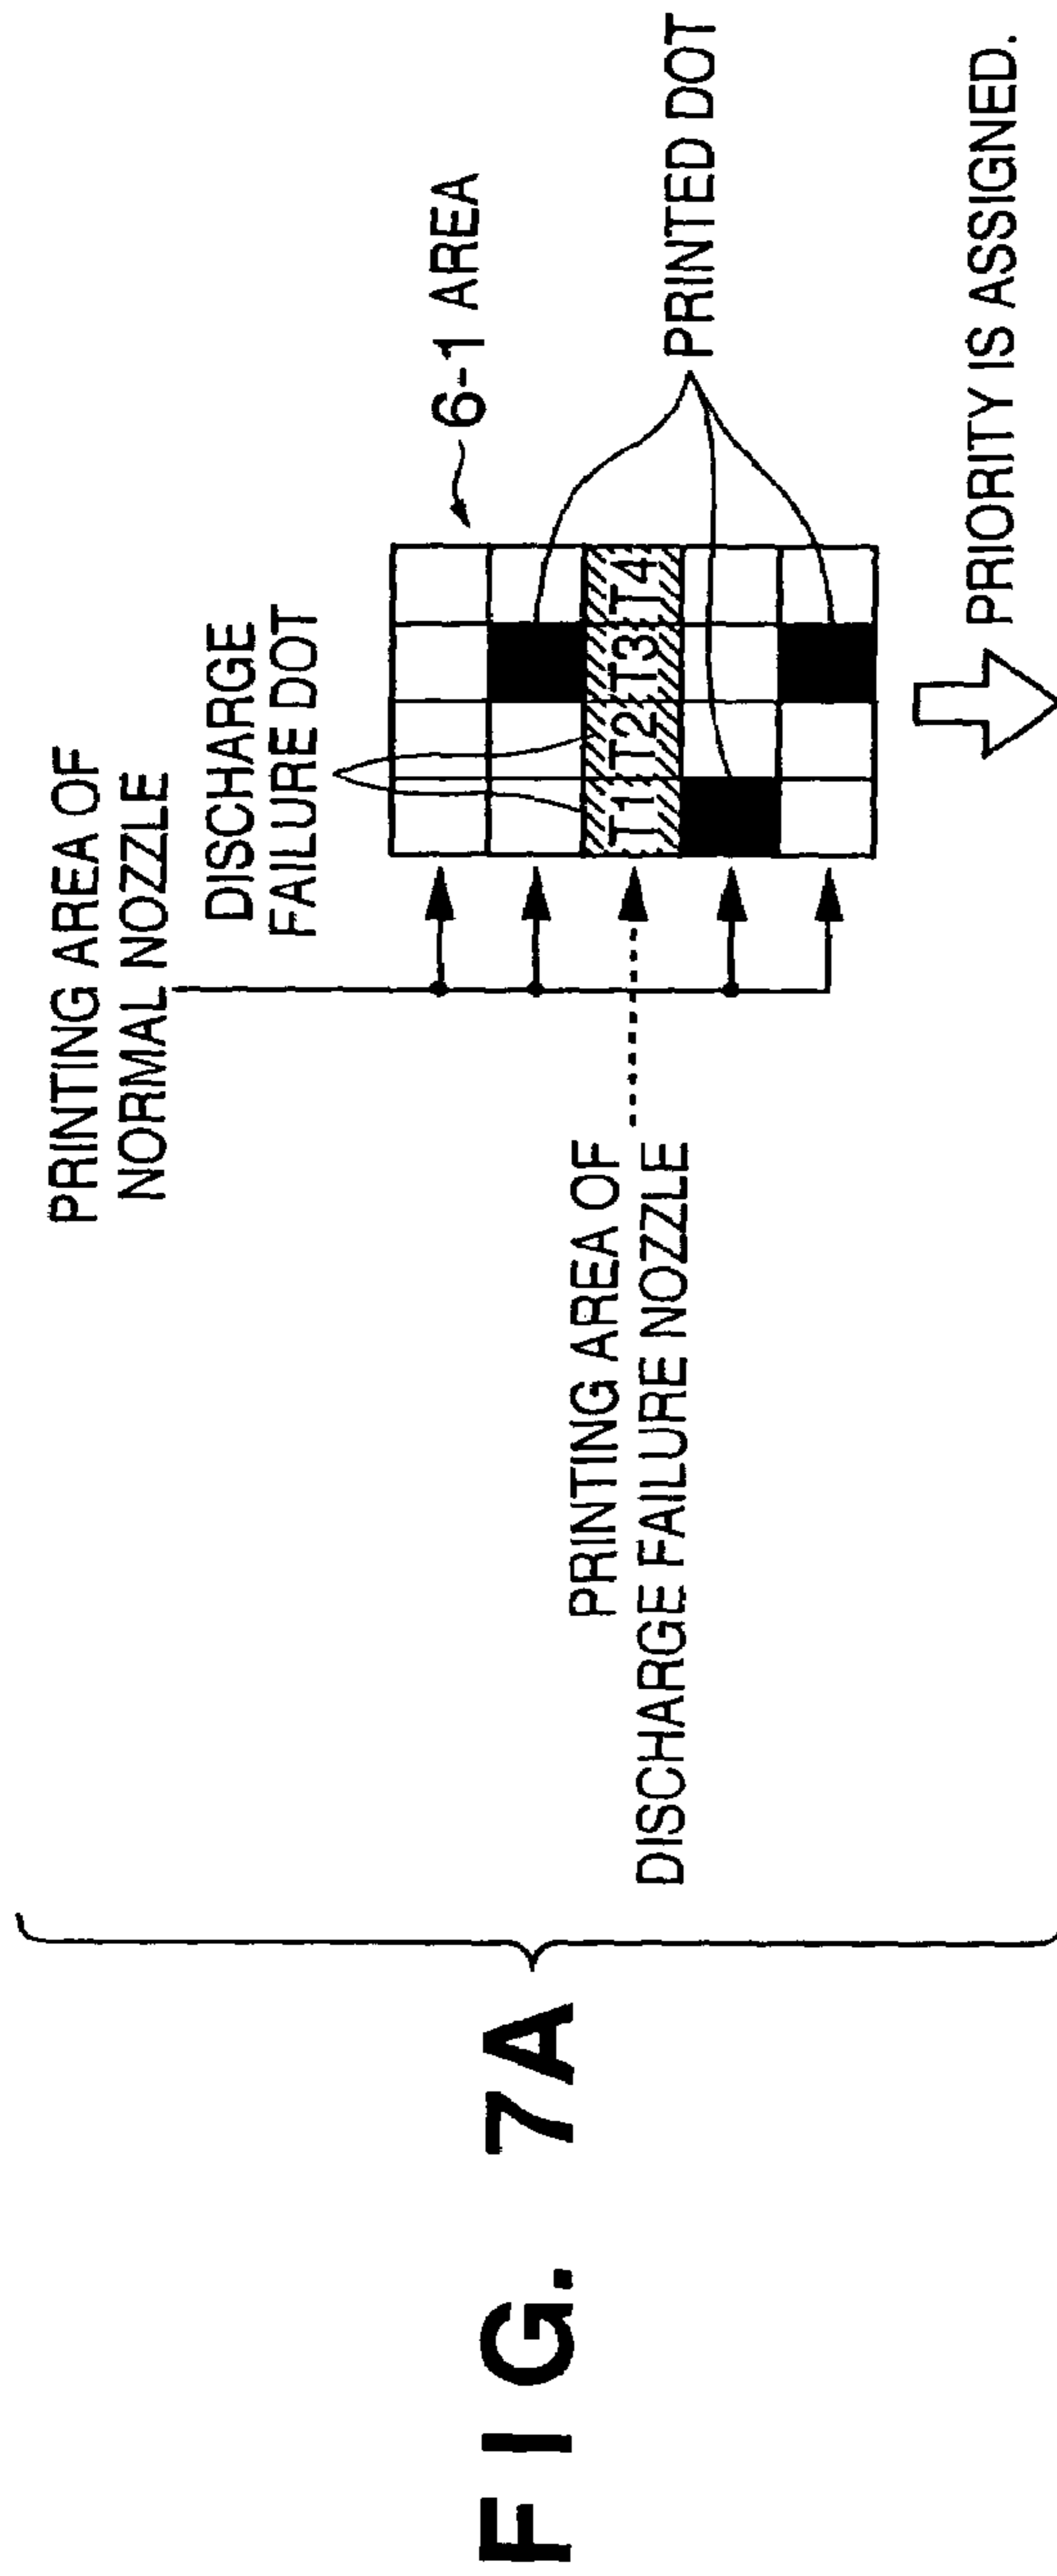 FIG. 7A
PRINTING AREA OF
NORMAL NOZZLE
DISCHARGE
FAILURE DOT
6-1 AREA
PRINTING AREA OF
DISCHARGE FAILURE NOZZLE
T1 T2 T3 T4
PRINTED DOT
PRIORITY IS ASSIGNED.